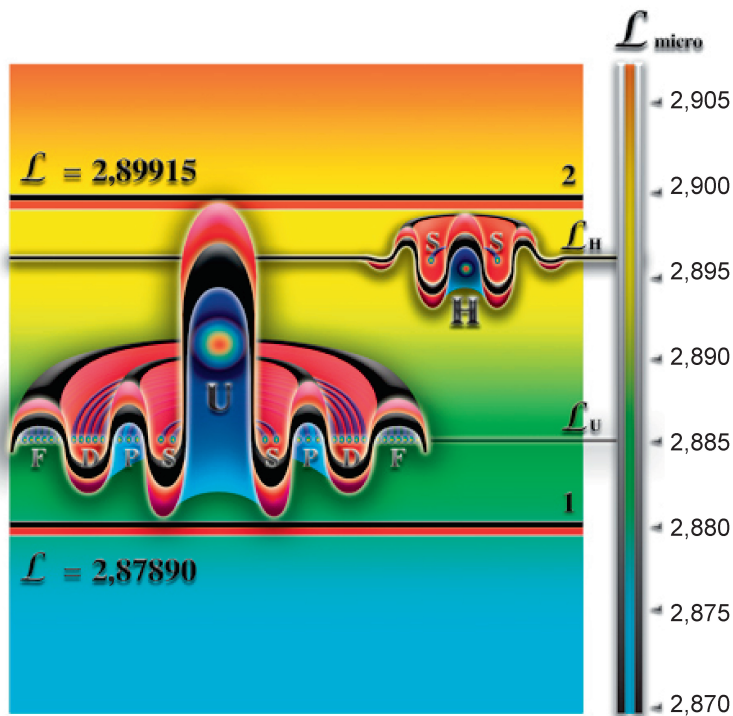 ℒ micro
2,905
ℒ = 2,89915
2
2,900
ℒH
S S
2,895
H
2,890
U
ℒU
2,885
F D P S S P D F
1
2,880
ℒ = 2,87890
2,875
2,870